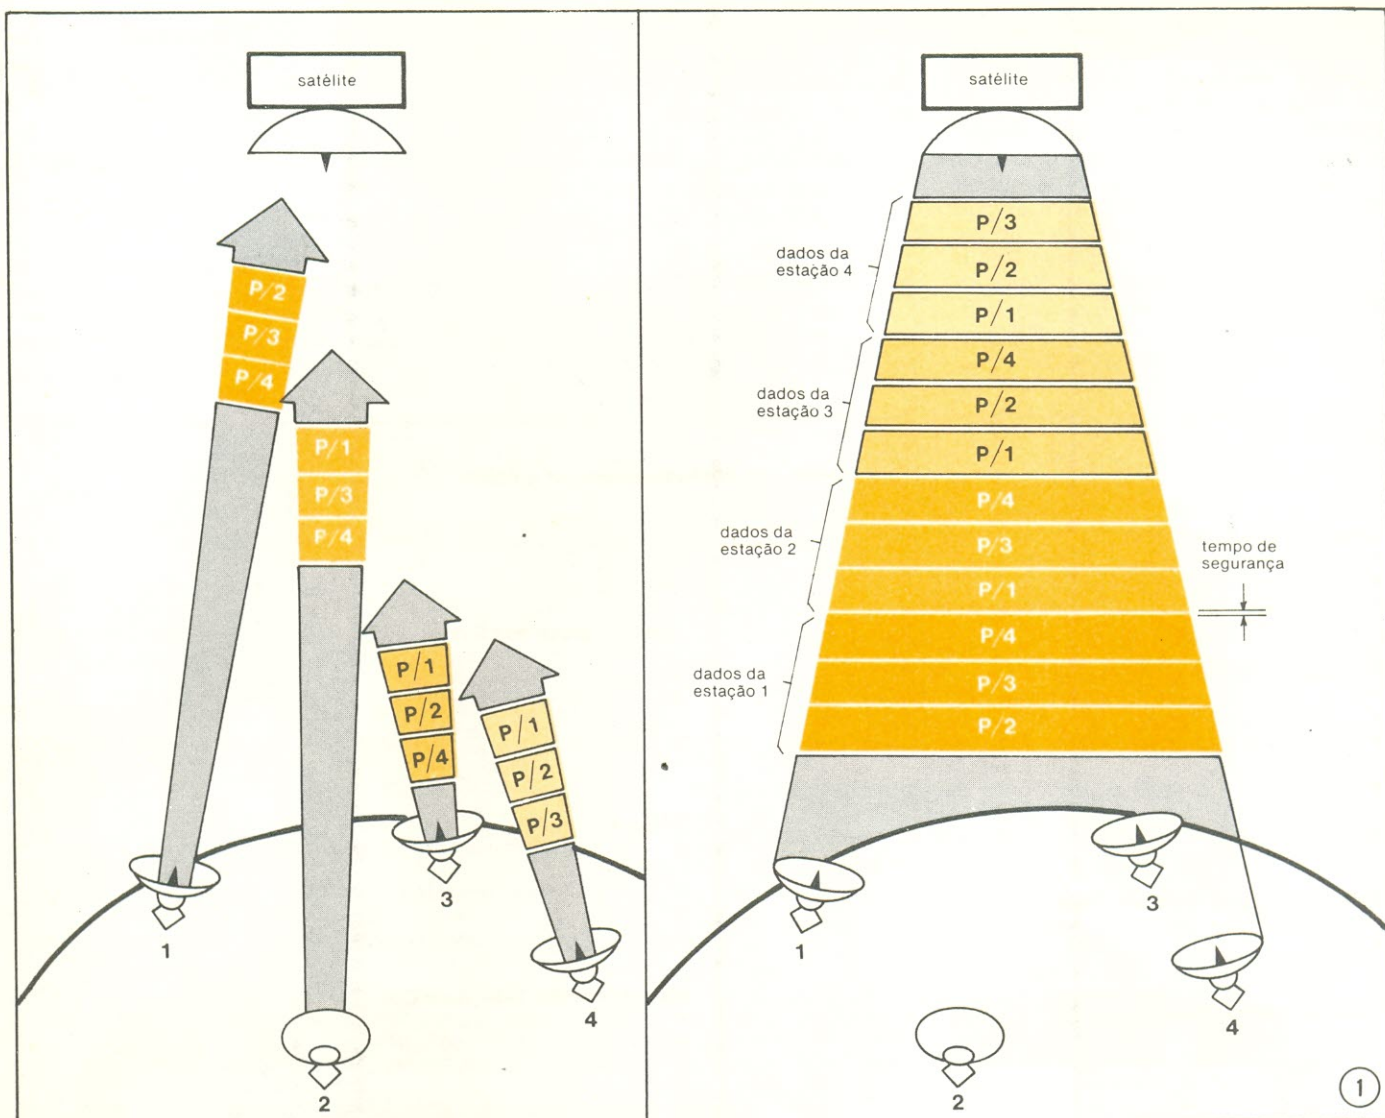 satélite
P/2
P/3
P/4
P/1
P/3
P/4
P/1
P/2
P/4
P/1
P/2
P/3
1
2
3
4
satélite
dados da
estação 4
P/3
P/2
P/1
dados da
estação 3
P/4
P/2
P/1
dados da
estação 2
P/4
P/3
P/1
tempo de
segurança
dados da
estação 1
P/4
P/3
P/2
1
3
4
2
1